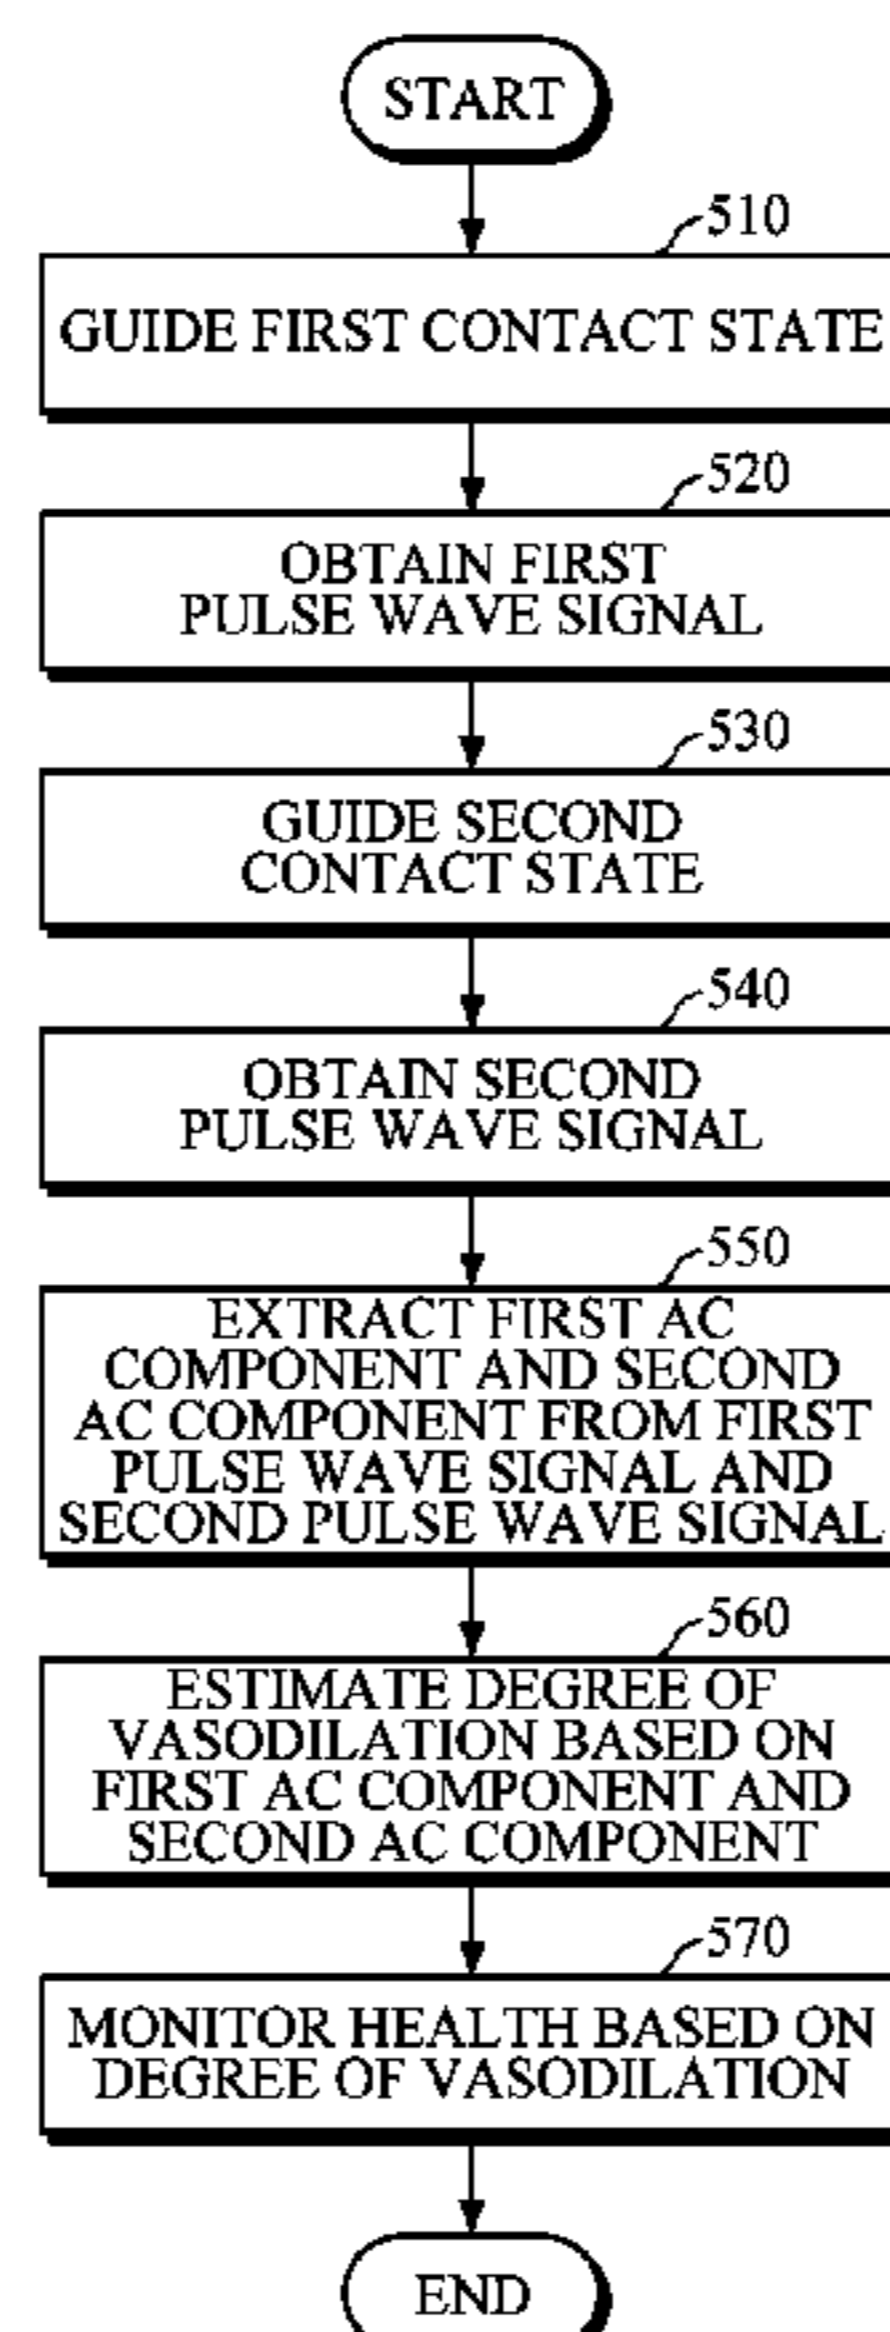 START
510
GUIDE FIRST CONTACT STATE
520
OBTAIN FIRST
PULSE WAVE SIGNAL
530
GUIDE SECOND
CONTACT STATE
540
OBTAIN SECOND
PULSE WAVE SIGNAL
550
EXTRACT FIRST AC
COMPONENT AND SECOND
AC COMPONENT FROM FIRST
PULSE WAVE SIGNAL AND
SECOND PULSE WAVE SIGNAL
560
ESTIMATE DEGREE OF
VASODILATION BASED ON
FIRST AC COMPONENT AND
SECOND AC COMPONENT
570
MONITOR HEALTH BASED ON
DEGREE OF VASODILATION
END